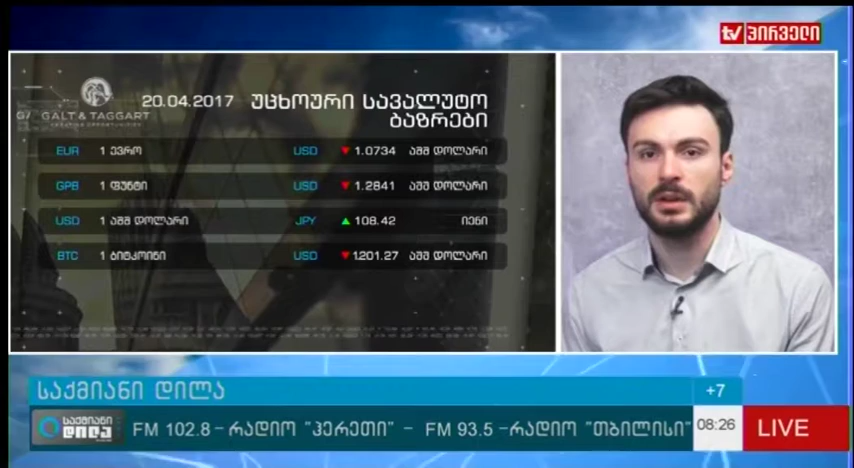 tv პირველი
GALT & TAGGART
20.04.2017 უცხოური სავალუტო
ბაზრები
EUR 1 ევრო USD ▼ 1.0734 აშშ დოლარი
GPB 1 ფუნტი USD ▼ 1.2841 აშშ დოლარი
USD 1 აშშ დოლარი JPY ▲ 108.42 იენი
BTC 1 ბიტკოინი USD ▼ 1201.27 აშშ დოლარი
საქმიანი დილა +7
საქმიანი დილა FM 102.8 – რადიო "ჰერეთი" – FM 93.5 – რადიო "თბილისი" 08:26 LIVE